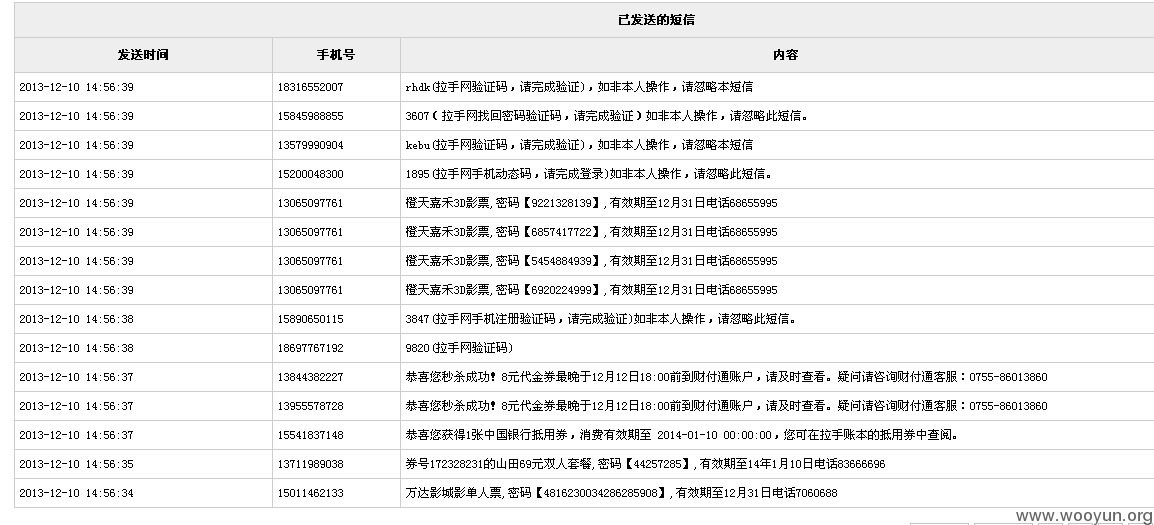 已发送的短信
发送时间 手机号 内容
2013-12-10 14:56:39 18316552007 rhdk(拉手网验证码，请完成验证)，如非本人操作，请忽略本短信
2013-12-10 14:56:39 15845988855 3607(拉手网找回密码验证码，请完成验证)如非本人操作，请忽略此短信。
2013-12-10 14:56:39 13579990904 kebu(拉手网验证码，请完成验证)，如非本人操作，请忽略本短信
2013-12-10 14:56:39 15200048300 1895(拉手网手机动态码，请完成登录)如非本人操作，请忽略此短信。
2013-12-10 14:56:39 13065097761 橙天嘉禾3D影票,密码【9221328139】,有效期至12月31日电话68655995
2013-12-10 14:56:39 13065097761 橙天嘉禾3D影票,密码【6857417722】,有效期至12月31日电话68655995
2013-12-10 14:56:39 13065097761 橙天嘉禾3D影票,密码【5454884939】,有效期至12月31日电话68655995
2013-12-10 14:56:39 13065097761 橙天嘉禾3D影票,密码【6920224999】,有效期至12月31日电话68655995
2013-12-10 14:56:38 15890650115 3847(拉手网手机注册验证码，请完成验证)如非本人操作，请忽略此短信。
2013-12-10 14:56:38 18697767192 9820(拉手网验证码)
2013-12-10 14:56:37 13844382227 恭喜您秒杀成功！8元代金券最晚于12月12日18:00前到财付通账户，请及时查看。疑问请咨询财付通客服：0755-86013860
2013-12-10 14:56:37 13955578728 恭喜您秒杀成功！8元代金券最晚于12月12日18:00前到财付通账户，请及时查看。疑问请咨询财付通客服：0755-86013860
2013-12-10 14:56:37 15541837148 恭喜您获得1张中国银行抵用券，消费有效期至 2014-01-10 00:00:00，您可在拉手账本的抵用券中查阅。
2013-12-10 14:56:35 13711989038 券号172328231的山田69元双人套餐,密码【44257285】,有效期至14年1月10日电话83666696
2013-12-10 14:56:34 15011462133 万达影城影单人票,密码【4816230034286285908】,有效期至12月31日电话7060688
www.wooyun.org